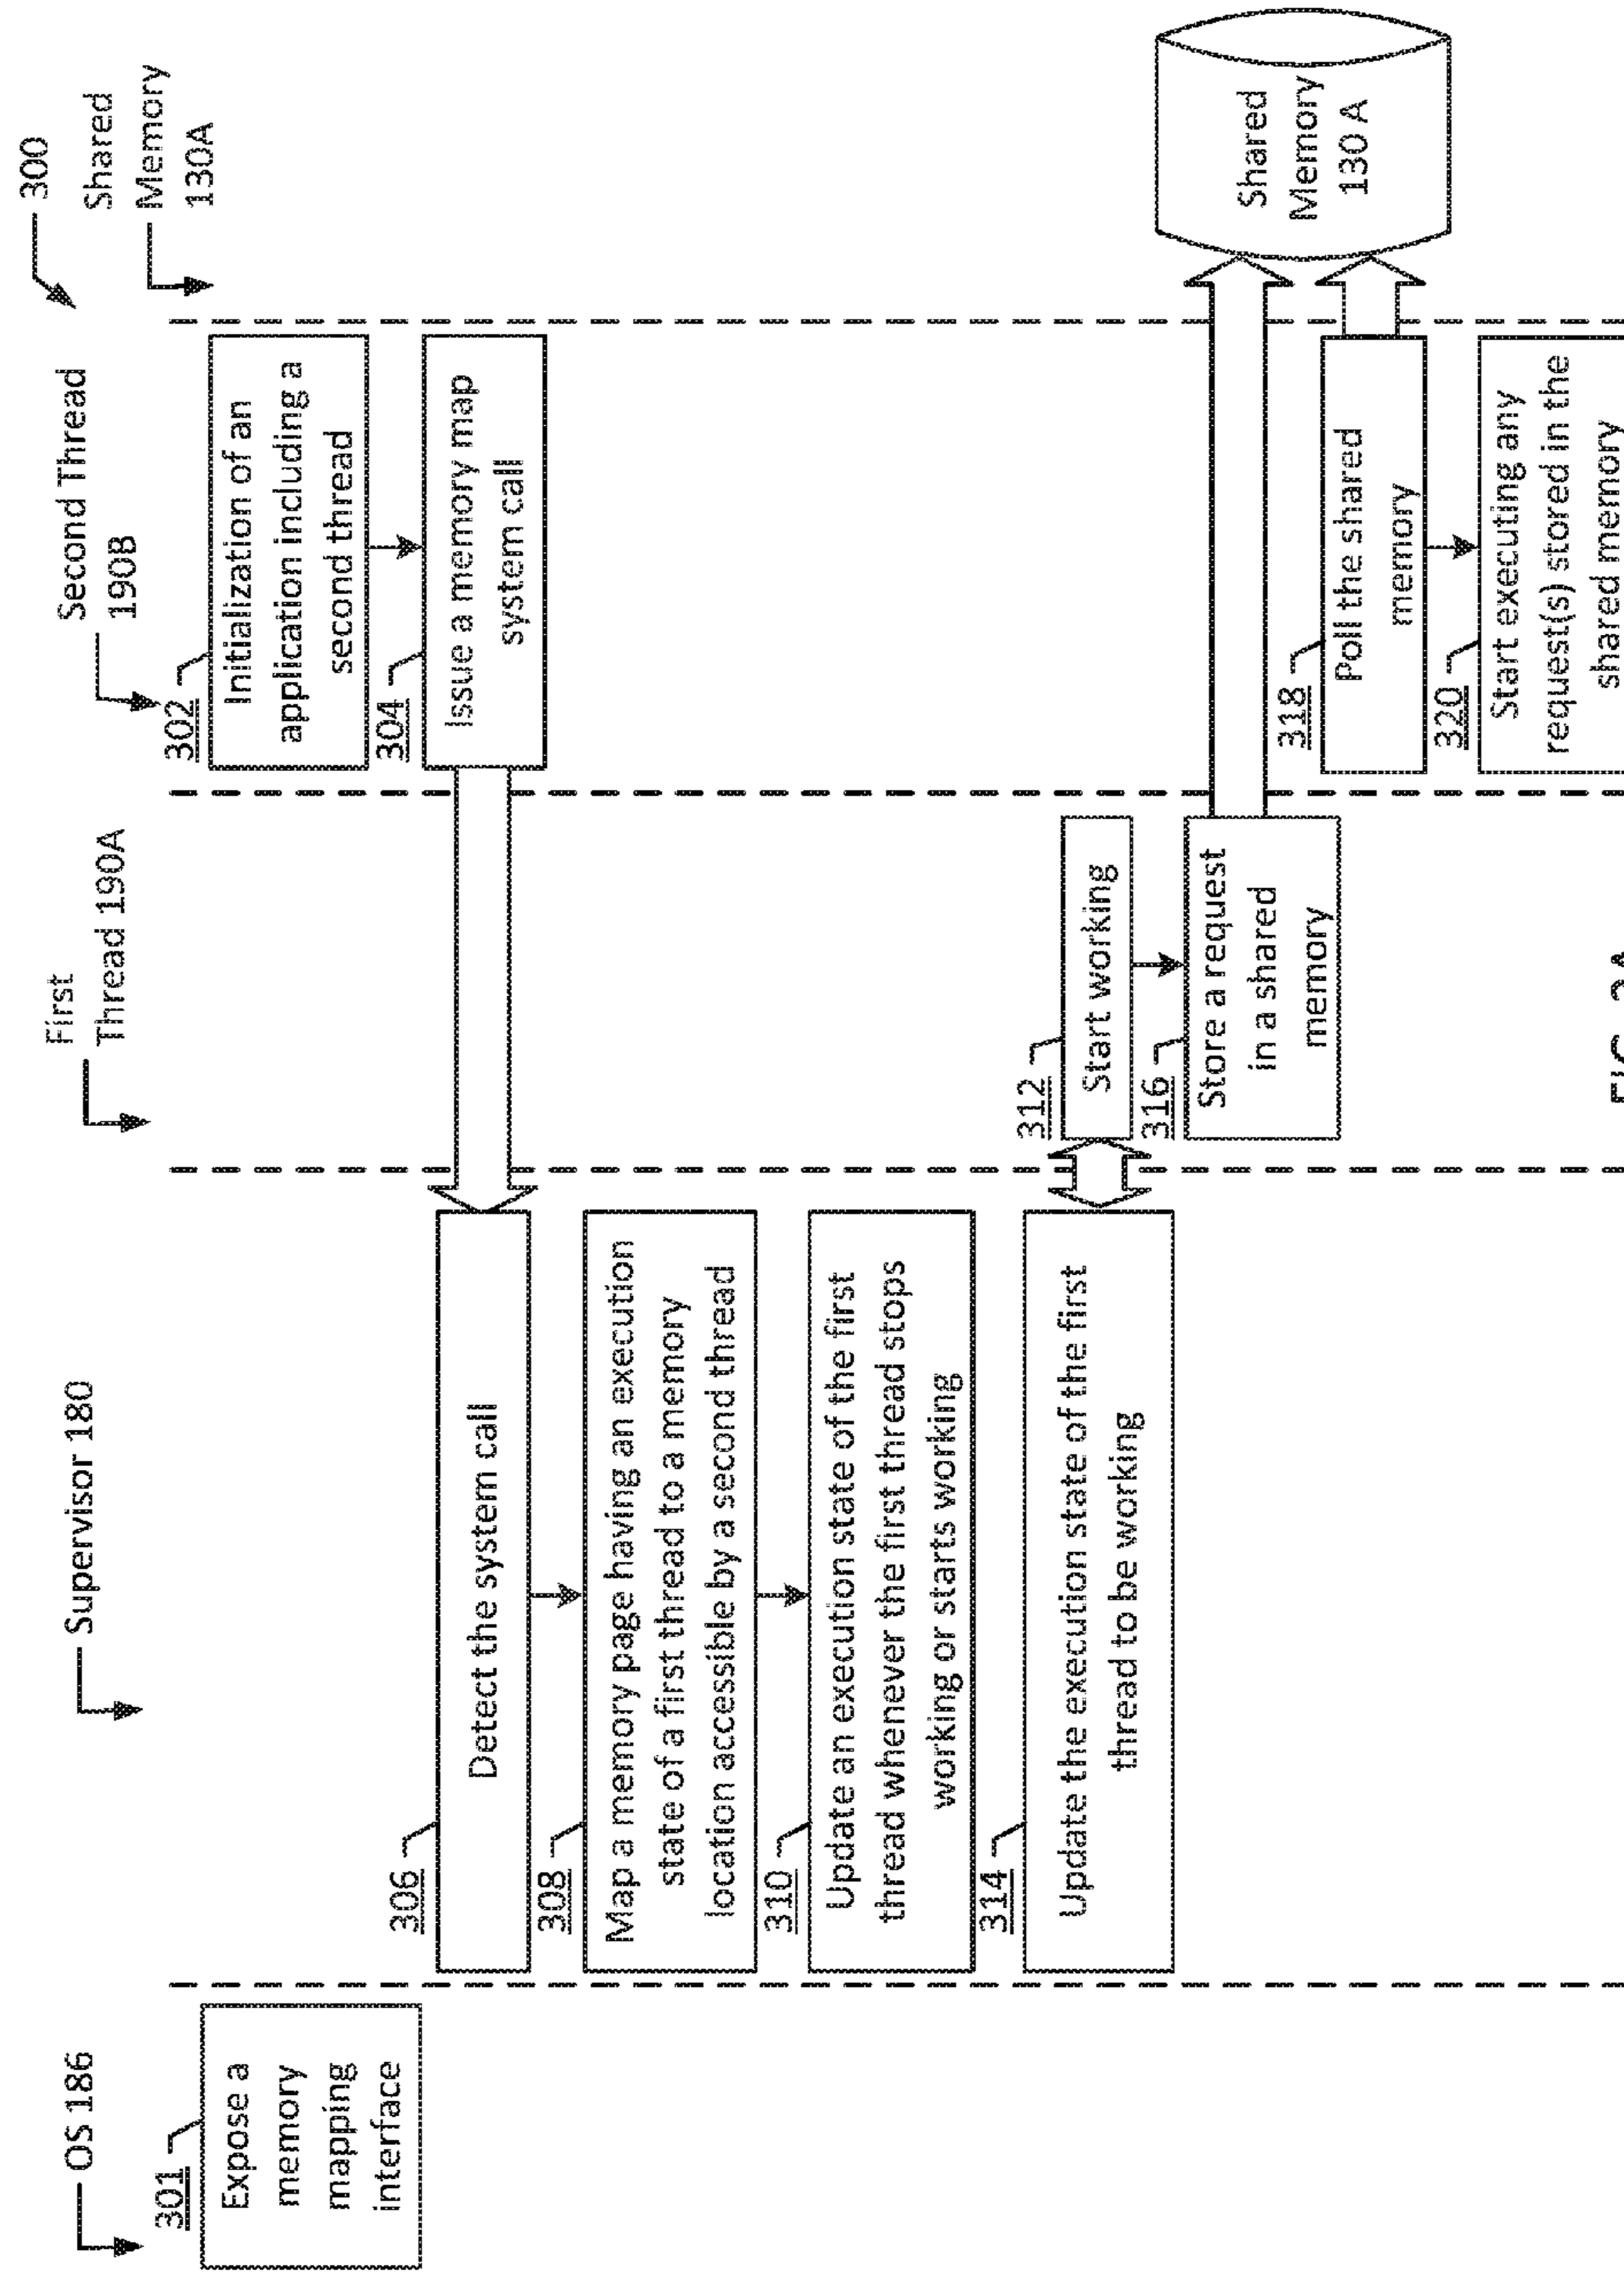 300
OS 186
Supervisor 180
First
Thread 190A
Second Thread
190B
Shared
Memory
130A
301
Expose a
memory
mapping
interface
302
Initialization of an
application including a
second thread
304
Issue a memory map
system call
306
Detect the system call
308
Map a memory page having an execution
state of a first thread to a memory
location accessible by a second thread
310
Update an execution state of the first
thread whenever the first thread stops
working or starts working
312
Start working
314
Update the execution state of the first
thread to be working
316
Store a request
in a shared
memory
Shared
Memory
130 A
318
Poll the shared
memory
320
Start executing any
request(s) stored in the
shared memory